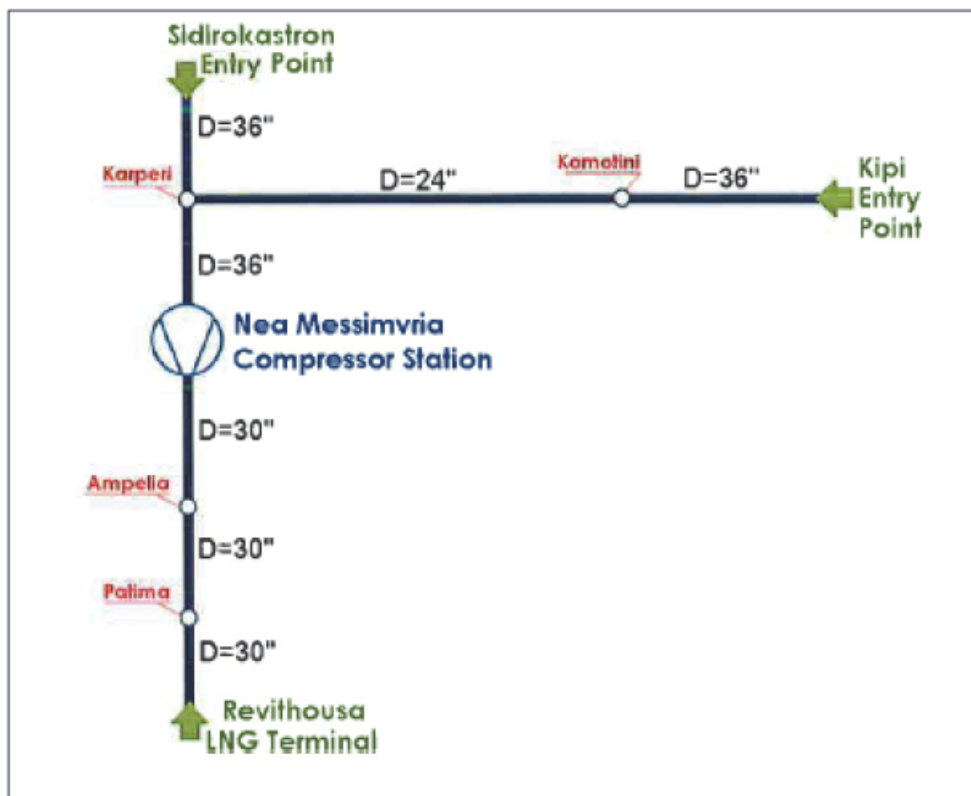 Sidirokastron
Entry Point
D=36"
Karperi
D=24"
Komotini
D=36"
Kipi
Entry
Point
D=36"
Nea Messimvria
Compressor Station
D=30"
Ampelia
D=30"
Patima
D=30"
Revithousa
LNG Terminal